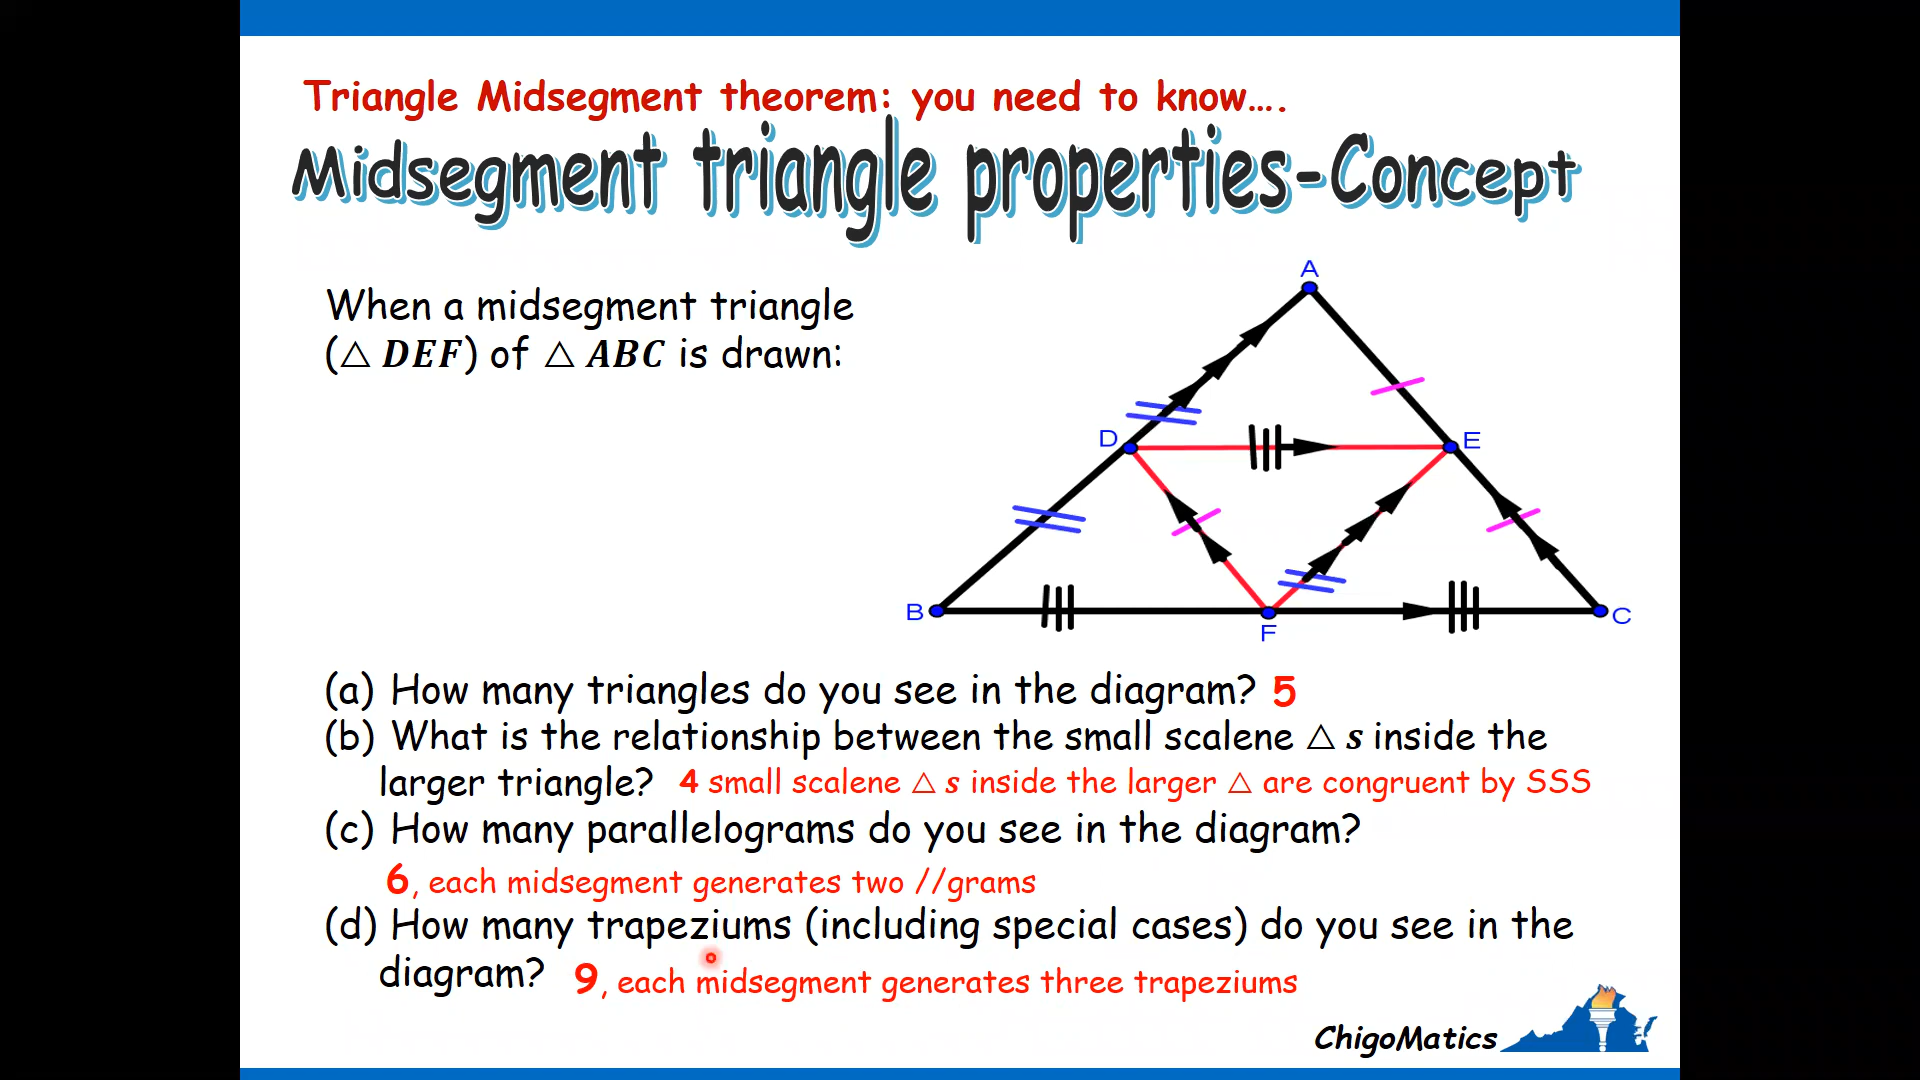 Triangle Midsegment theorem: you need to know….
Midsegment triangle properties-Concept
When a midsegment triangle
(△ DEF) of △ ABC is drawn:
A
D
E
B
F
C
(a) How many triangles do you see in the diagram? 5
(b) What is the relationship between the small scalene △ s inside the
larger triangle? 4 small scalene △ s inside the larger △ are congruent by SSS
(c) How many parallelograms do you see in the diagram?
6, each midsegment generates two //grams
(d) How many trapeziums (including special cases) do you see in the
diagram? 9, each midsegment generates three trapeziums
ChigoMatics